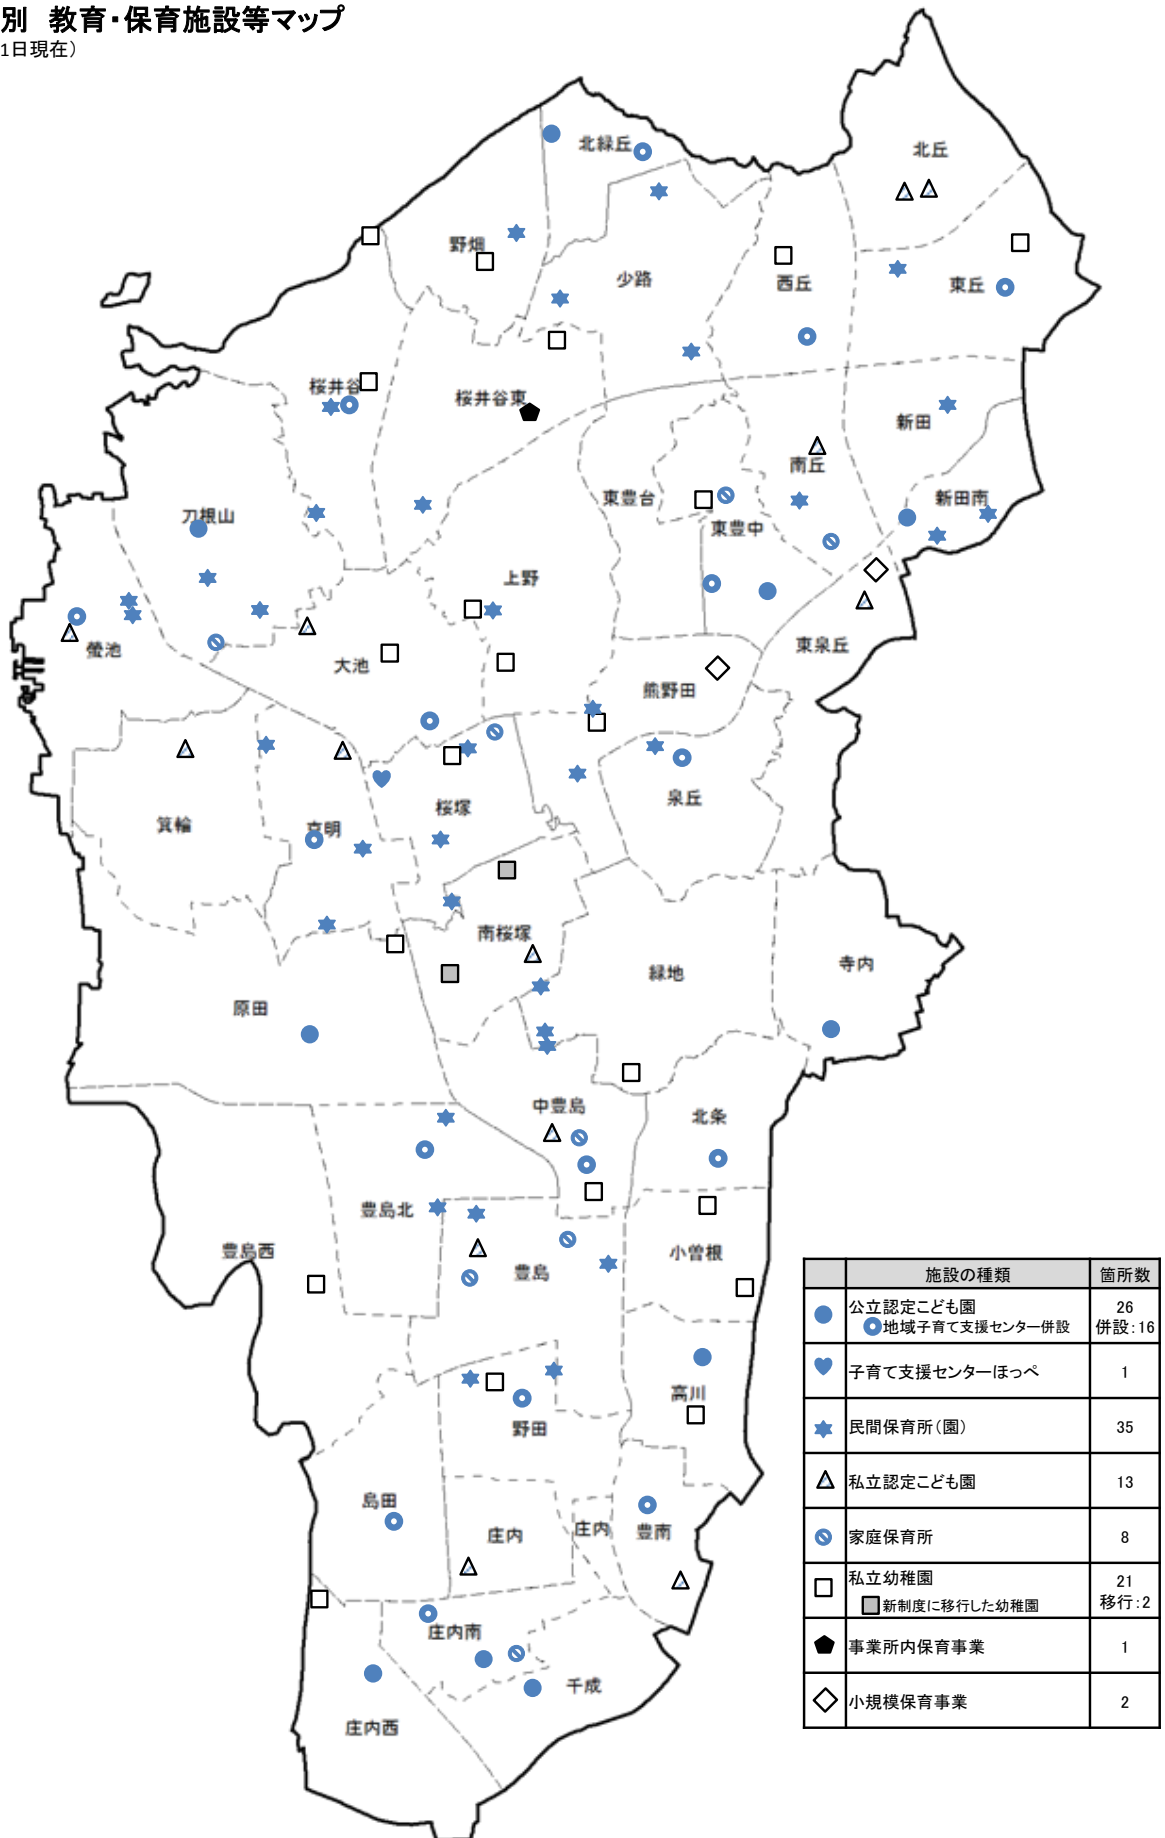 別 教育・保育施設等マップ
1日現在）
北緑丘
北丘
野畑
少路
西丘
東丘
桜井谷
桜井谷東
新田
南丘
東豊台
新田南
刀根山
東豊中
上野
螢池
大池
東泉丘
熊野田
箕輪
桜塚
泉丘
南桜塚
緑地
寺内
原田
中豊島
北条
豊島北
豊島西
豊島
小曽根
高川
野田
島田
庄内
庄内
豊南
庄内南
千成
庄内西
施設の種類 箇所数
公立認定こども園 26
地域子育て支援センター併設 併設：16
子育て支援センターほっぺ 1
民間保育所（園） 35
私立認定こども園 13
家庭保育所 8
私立幼稚園 21
新制度に移行した幼稚園 移行：2
事業所内保育事業 1
小規模保育事業 2